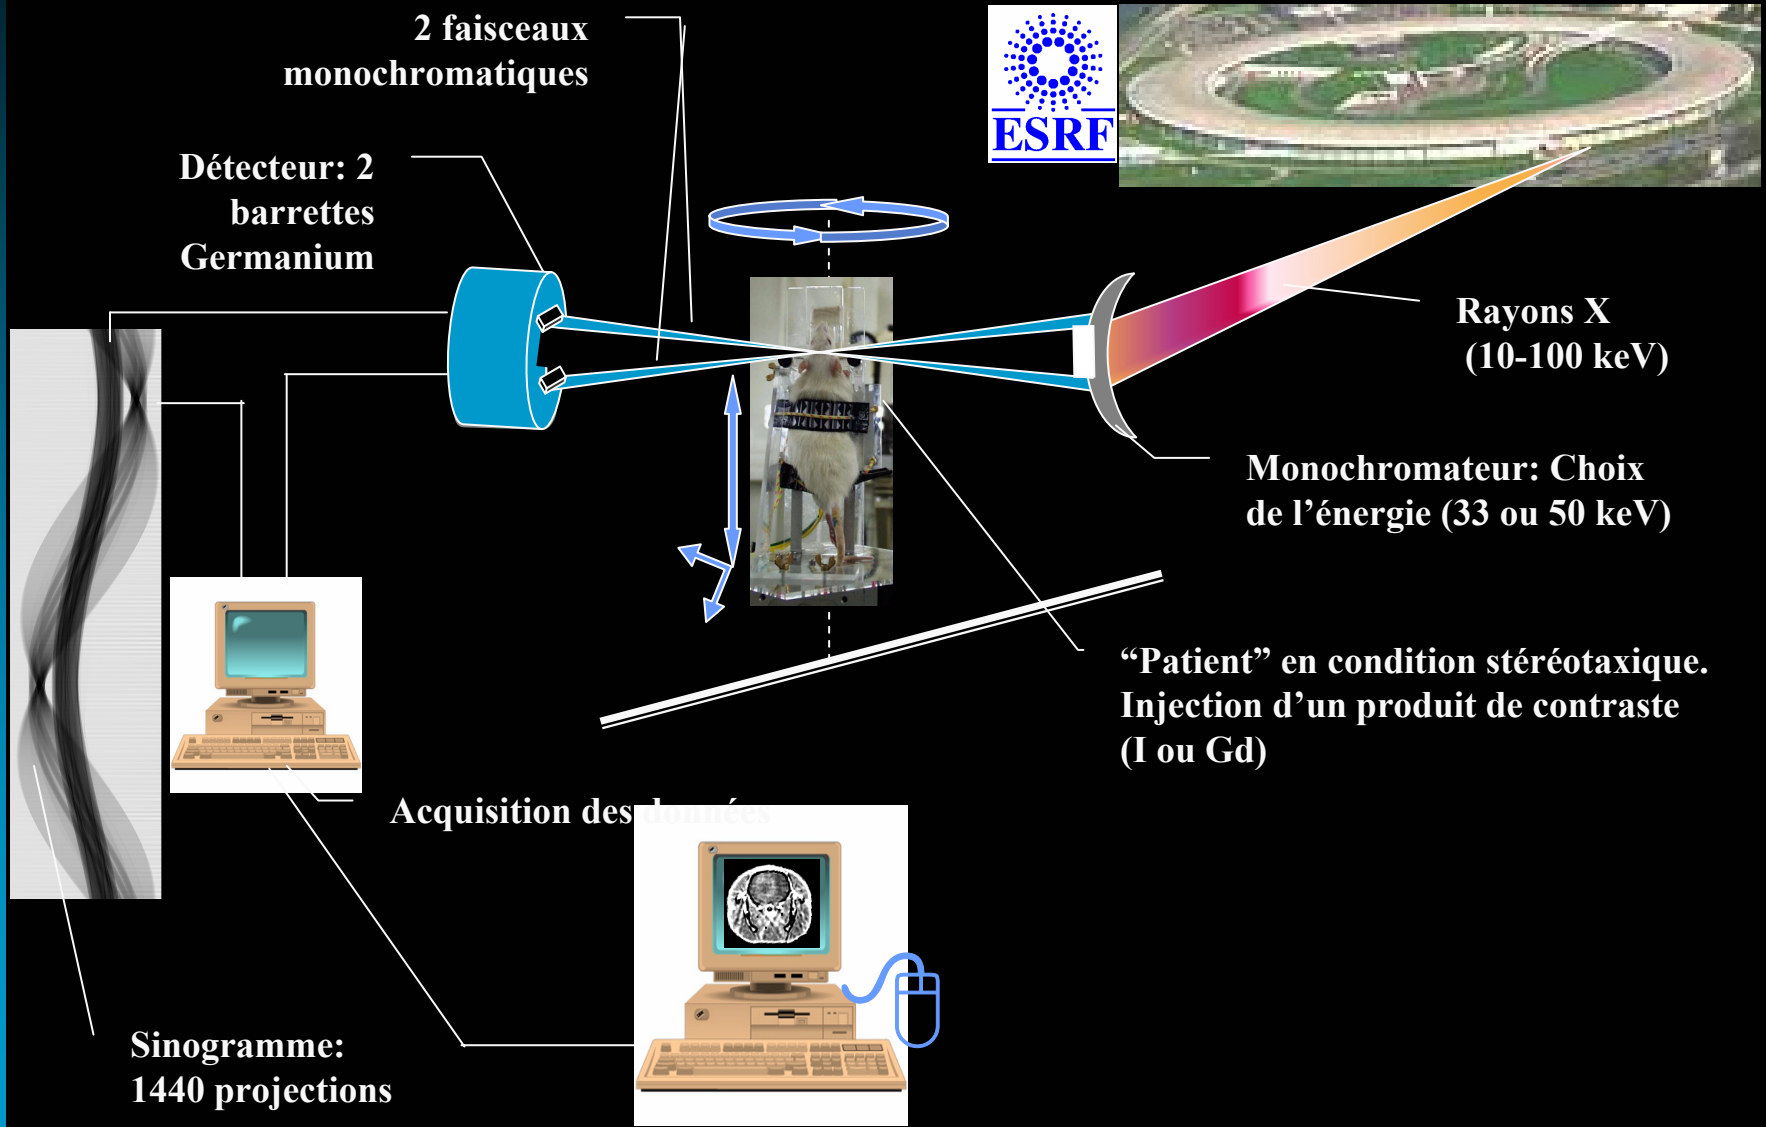 2 faisceaux
monochromatiques
ESRF
Détecteur: 2
barrettes
Germanium
Rayons X
(10-100 keV)
Monochromateur: Choix
de l’énergie (33 ou 50 keV)
“Patient” en condition stéréotaxique.
Injection d’un produit de contraste
(I ou Gd)
Acquisition des données
Sinogramme:
1440 projections